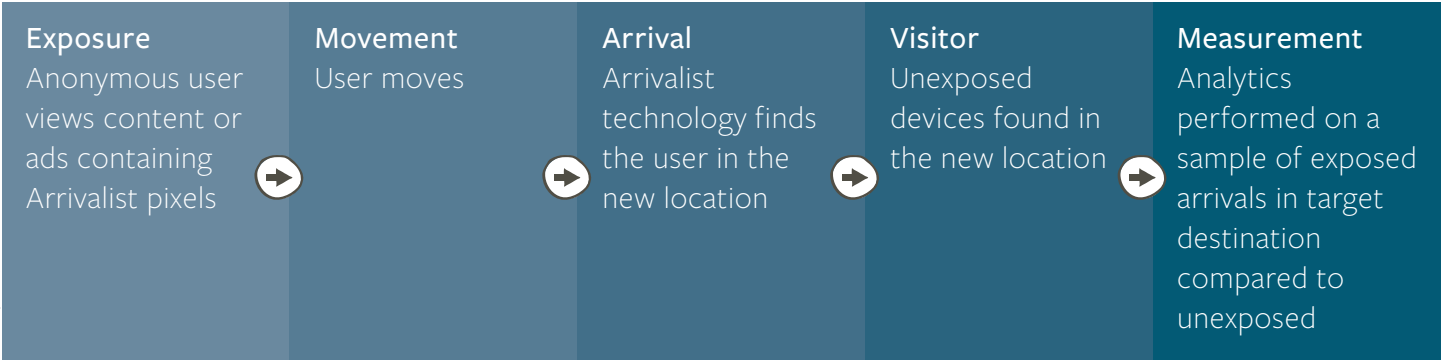 Exposure
Anonymous user
views content or
ads containing
Arrivalist pixels
Movement
User moves
Arrival
Arrivalist
technology finds
the user in the
new location
Visitor
Unexposed
devices found in
the new location
Measurement
Analytics
performed on a
sample of exposed
arrivals in target
destination
compared to
unexposed